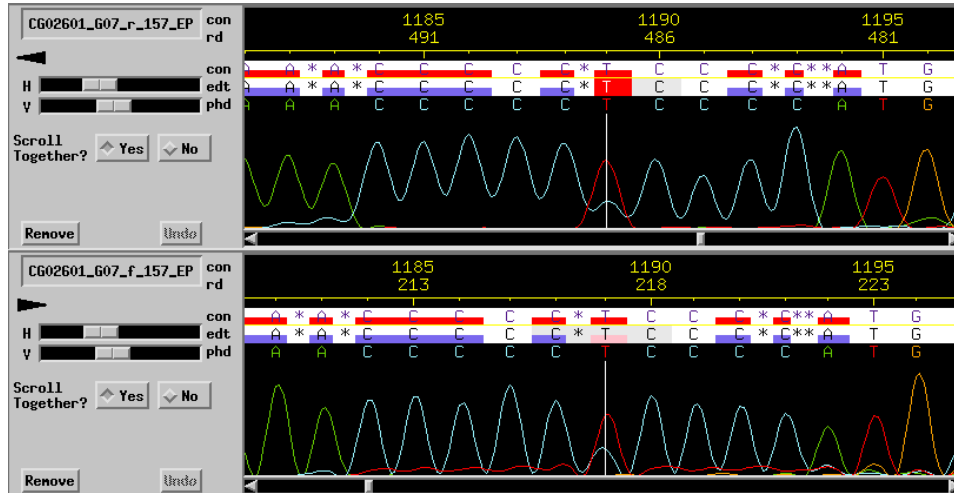 CG02601_G07_r_157_EP
con
rd
1185 1190 1195
491 486 481
con A A * A C C C C C C * T C C C * C * * A T G
H edt A A * A C C C C C C * T C C C * C * * A T G
V phd A A A C C C C C T C C C C A T G
Scroll
Together? Yes No
Remove Undo
CG02601_G07_f_157_EP
con
rd
1185 1190 1195
213 218 223
con A * A * C C C C C * T C C C * C * * A T G
H edt A * A * C C C C C * T C C C * C * * A T G
V phd A A C C C C C T C C C C A T G
Scroll
Together? Yes No
Remove Undo